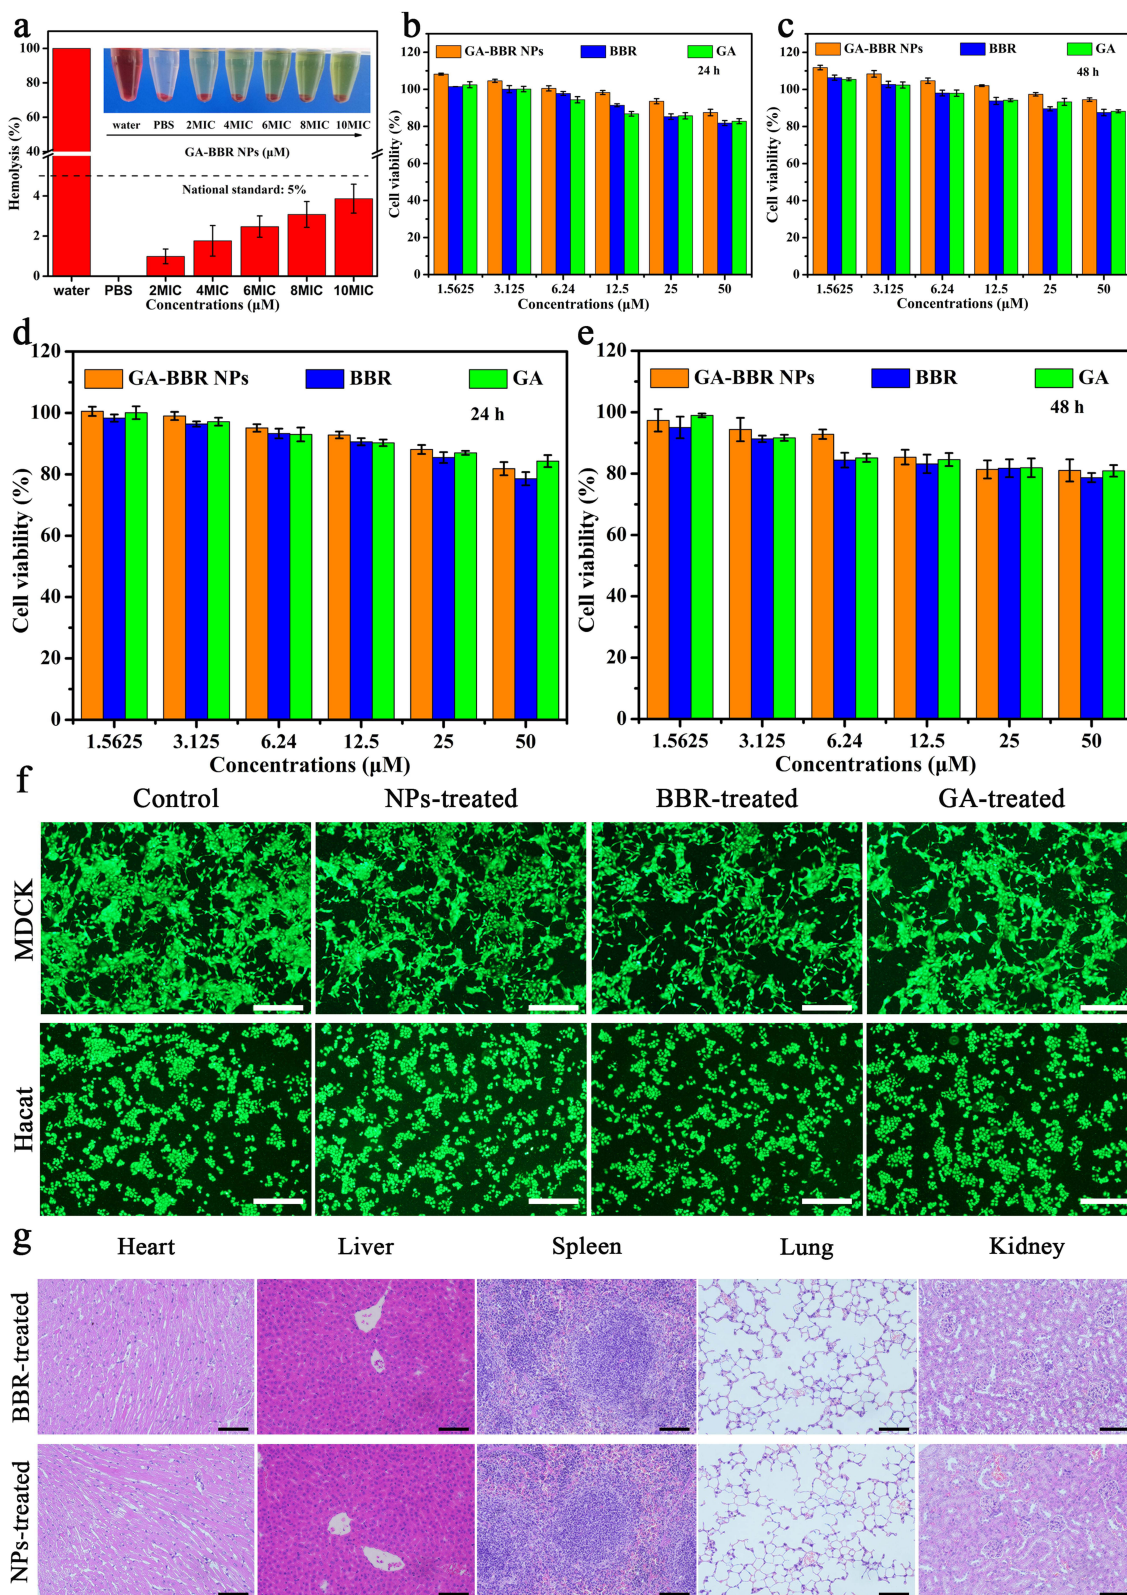 a
Hemolysis (%)
100
80
60
40
4
2
0
water PBS 2MIC 4MIC 6MIC 8MIC 10MIC
GA-BBR NPs (μM)
National standard: 5%
water PBS 2MIC 4MIC 6MIC 8MIC 10MIC
Concentrations (μM)
b
Cell viability (%)
120
100
80
60
40
20
0
GA-BBR NPs BBR GA
24 h
1.5625 3.125 6.24 12.5 25 50
Concentrations (μM)
c
Cell viability (%)
120
100
80
60
40
20
0
GA-BBR NPs BBR GA
48 h
1.5625 3.125 6.24 12.5 25 50
Concentrations (μM)
d
Cell viability (%)
120
100
80
60
40
20
0
GA-BBR NPs BBR GA
24 h
1.5625 3.125 6.24 12.5 25 50
Concentrations (μM)
e
Cell viability (%)
120
100
80
60
40
20
0
GA-BBR NPs BBR GA
48 h
1.5625 3.125 6.24 12.5 25 50
Concentrations (μM)
f
Control NPs-treated BBR-treated GA-treated
MDCK
Hacat
g
Heart Liver Spleen Lung Kidney
BBR-treated
NPs-treated